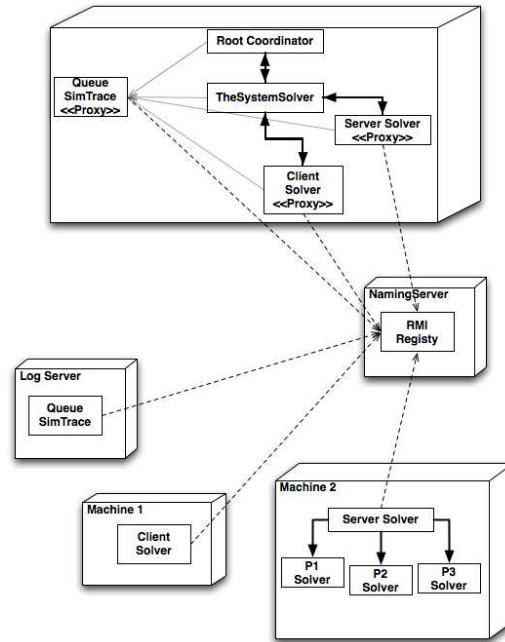 Root Coordinator
Queue
SimTrace
<<Proxy>>
TheSystemSolver
Server Solver
<<Proxy>>
Client
Solver
<<Proxy>>
NamingServer
RMI
Registy
Log Server
Queue
SimTrace
Machine 1
Client
Solver
Machine 2
Server Solver
P1
Solver
P2
Solver
P3
Solver